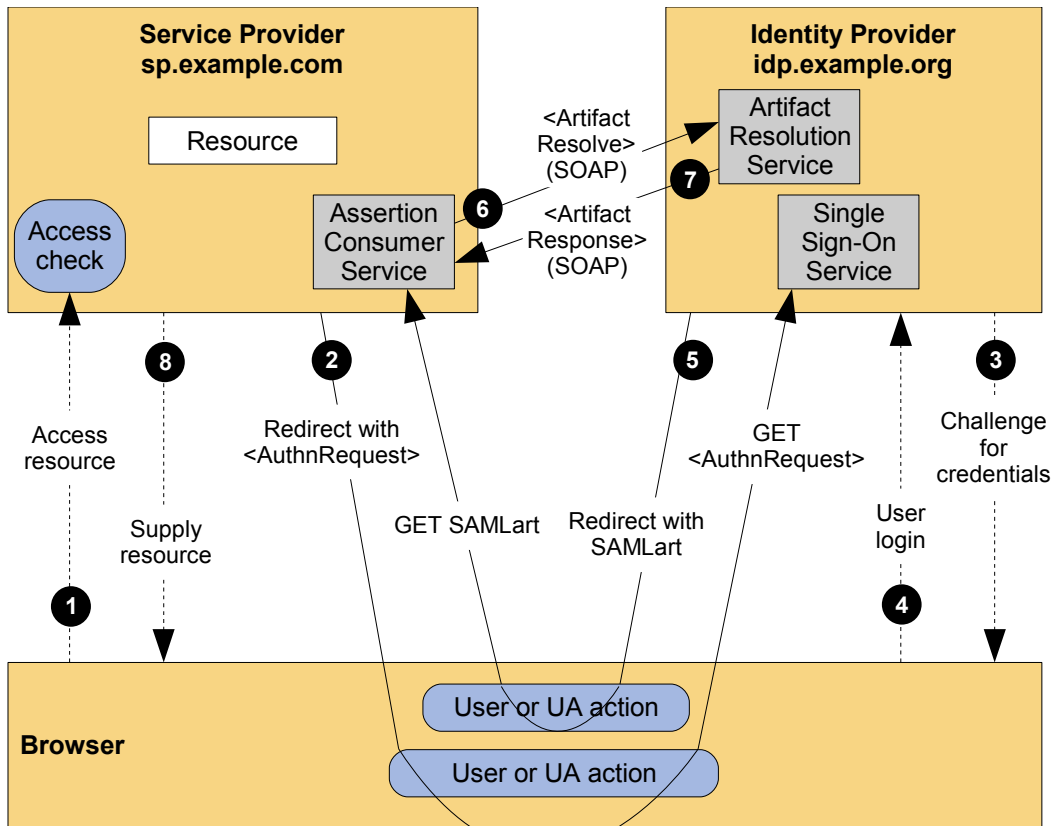 Service Provider
sp.example.com
Resource
Access
check
Assertion
Consumer
Service
Identity Provider
idp.example.org
Artifact
Resolution
Service
Single
Sign-On
Service
<Artifact
Resolve>
(SOAP)
6
7
<Artifact
Response>
(SOAP)
8
2
5
3
Access
resource
Redirect with
<AuthnRequest>
GET
<AuthnRequest>
Challenge
for
credentials
Supply
resource
GET SAMLart
Redirect with
SAMLart
User
login
1
4
User or UA action
Browser
User or UA action